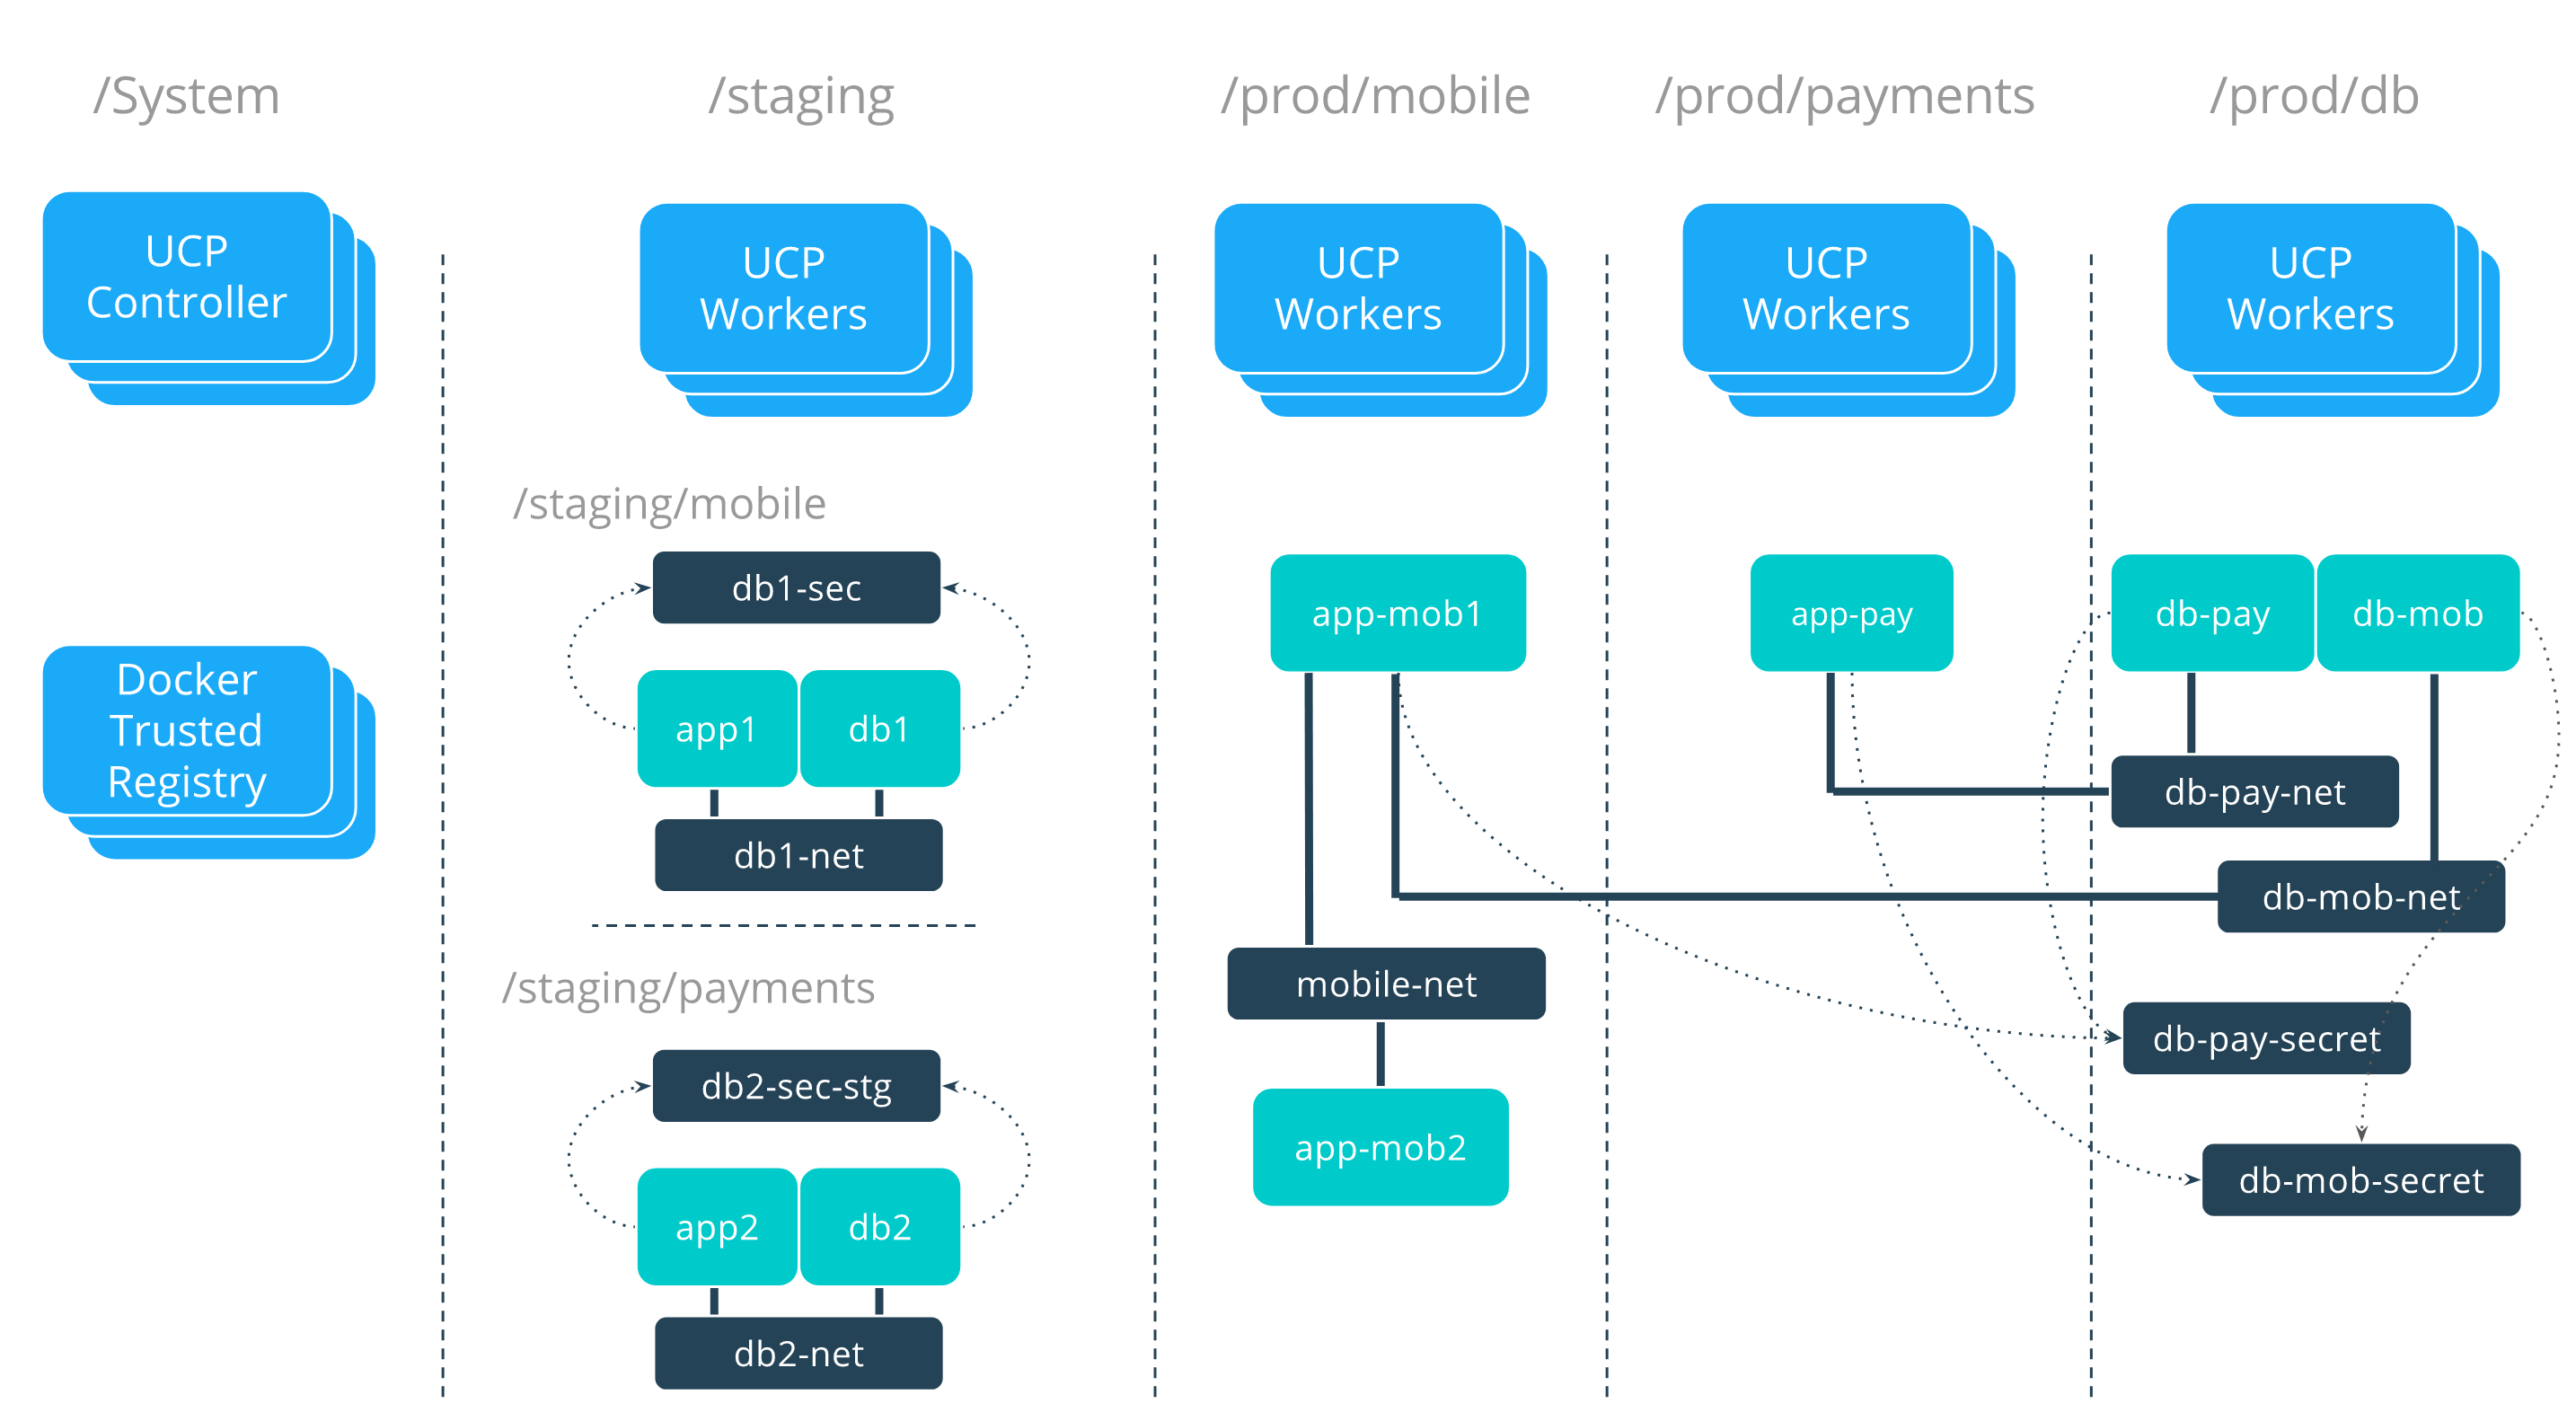 /System
/staging
/prod/mobile
/prod/payments
/prod/db
UCP
Controller
UCP
Workers
UCP
Workers
UCP
Workers
UCP
Workers
Docker
Trusted
Registry
/staging/mobile
db1-sec
app1
db1
db1-net
/staging/payments
db2-sec-stg
app2
db2
db2-net
app-mob1
mobile-net
app-mob2
app-pay
db-pay
db-mob
db-pay-net
db-mob-net
db-pay-secret
db-mob-secret